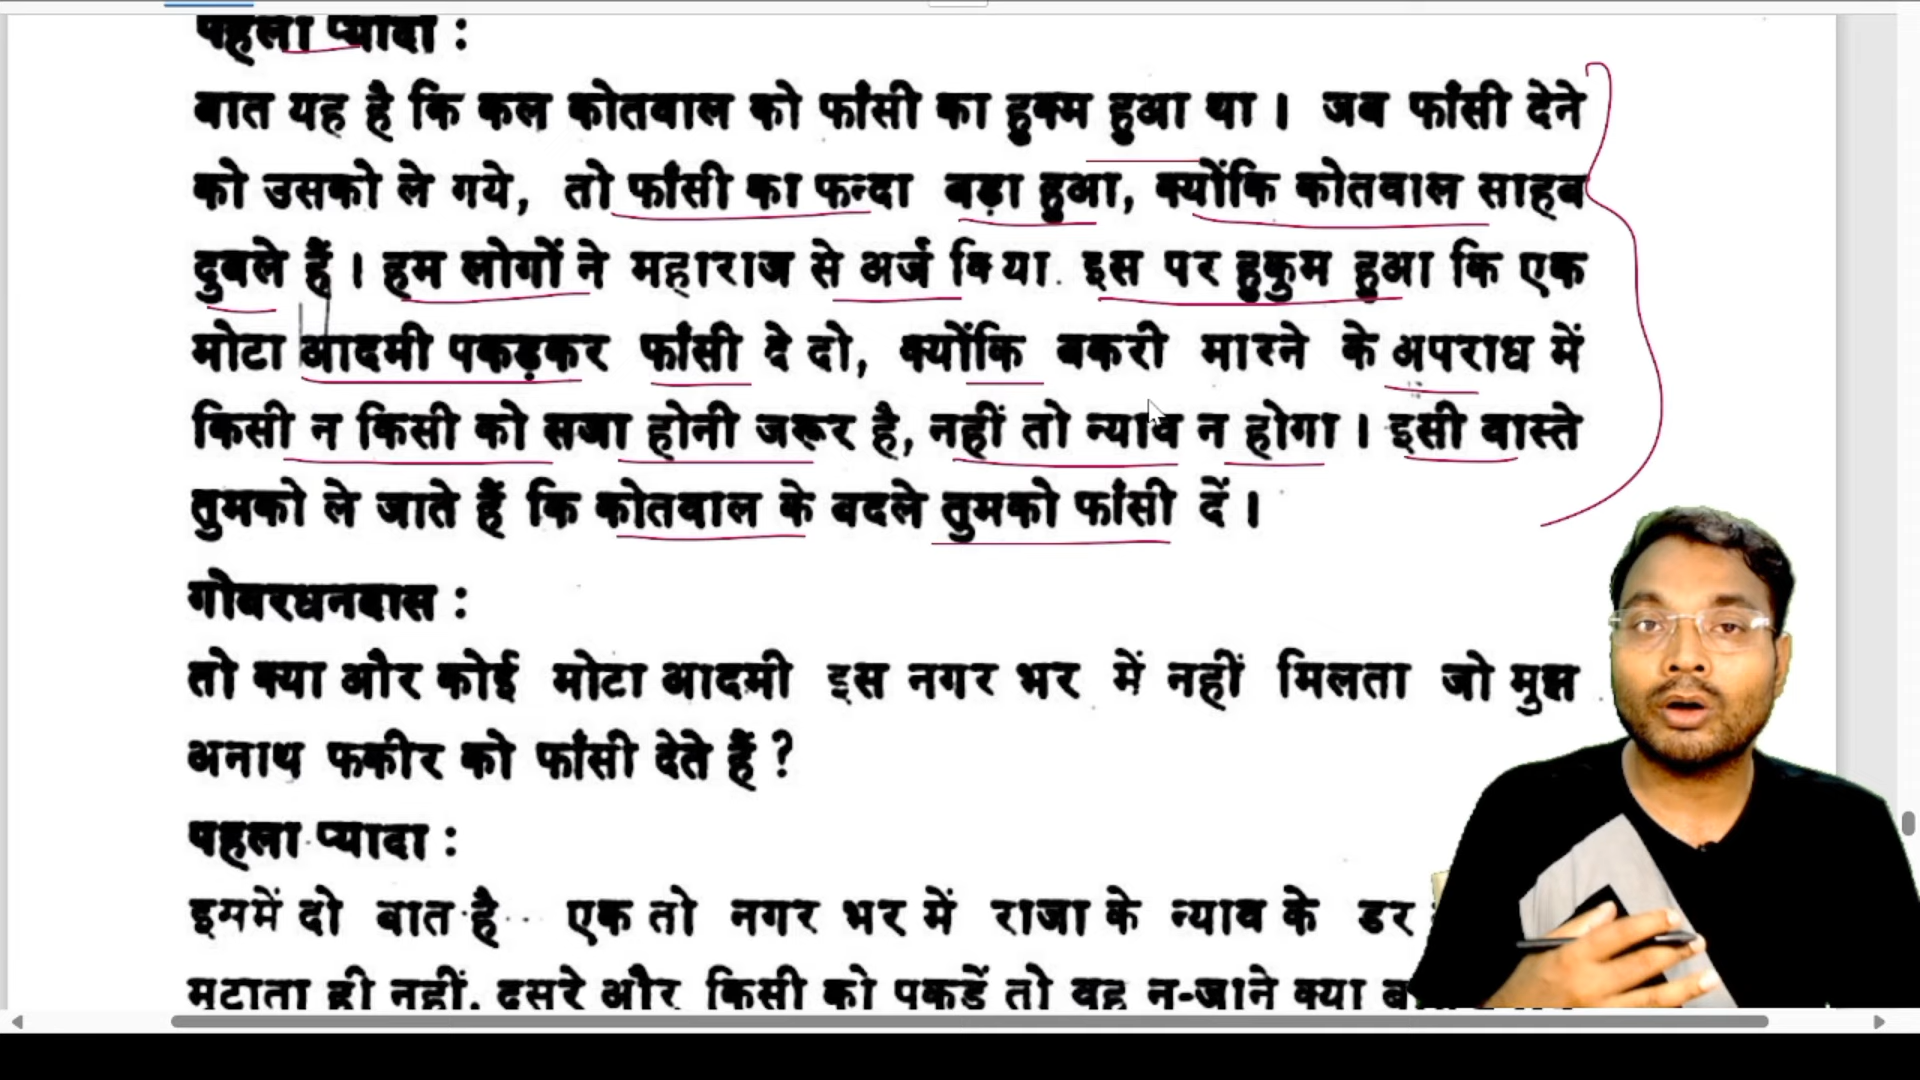 पहला प्यादा :
बात यह है कि कल कोतवाल को फाँसी का हुक्म हुआ था । जब फाँसी देने
को उसको ले गये, तो फाँसी का फन्दा बड़ा हुआ, क्योंकि कोतवाल साहब
दुबले हैं । हम लोगों ने महाराज से अर्ज किया. इस पर हुकुम हुआ कि एक
मोटा आदमी पकड़कर फाँसी दे दो, क्योंकि बकरी मारने के अपराध में
किसी न किसी को सजा होनी जरूर है, नहीं तो न्याव न होगा । इसी वास्ते
तुमको ले जाते हैं कि कोतवाल के बदले तुमको फाँसी दें ।
गोबरधनदास :
तो क्या और कोई मोटा आदमी इस नगर भर में नहीं मिलता जो मुझ
अनाथ फकीर को फाँसी देते हैं ?
पहला प्यादा :
इसमें दो बात है एक तो नगर भर में राजा के न्याव के डर
मुटाता ही नहीं, दूसरे और किसी को पकड़ें तो वह न-जाने क्या